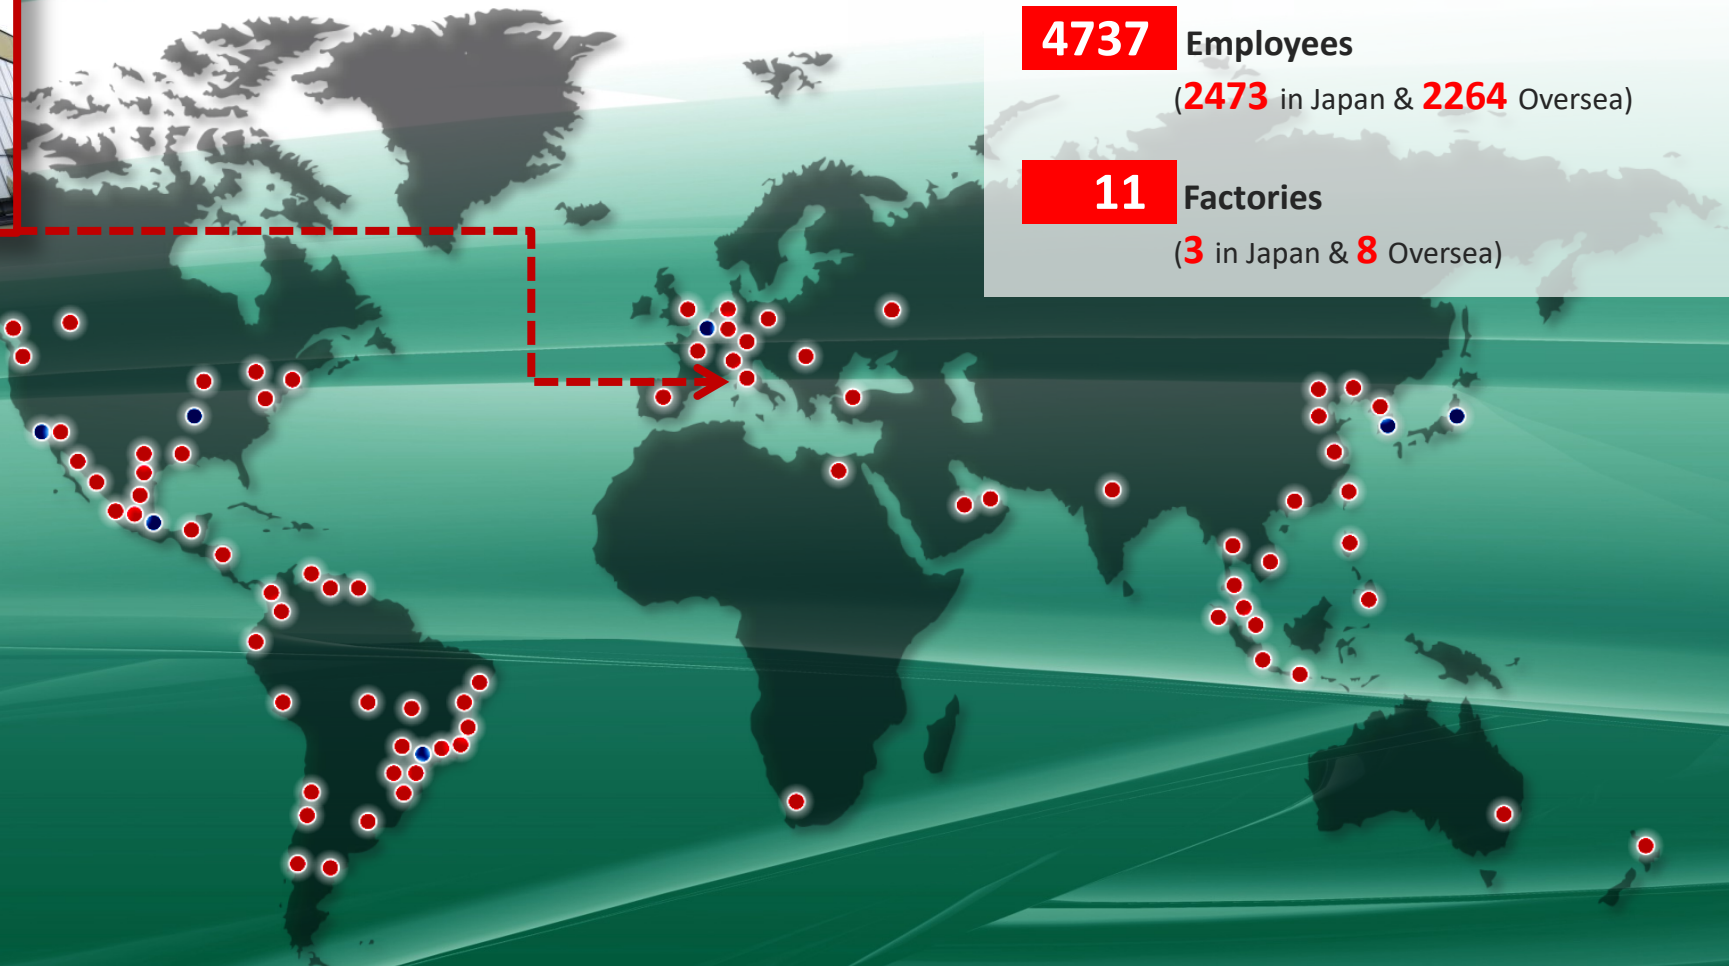 4737 Employees
(2473 in Japan & 2264 Oversea)
11 Factories
(3 in Japan & 8 Oversea)